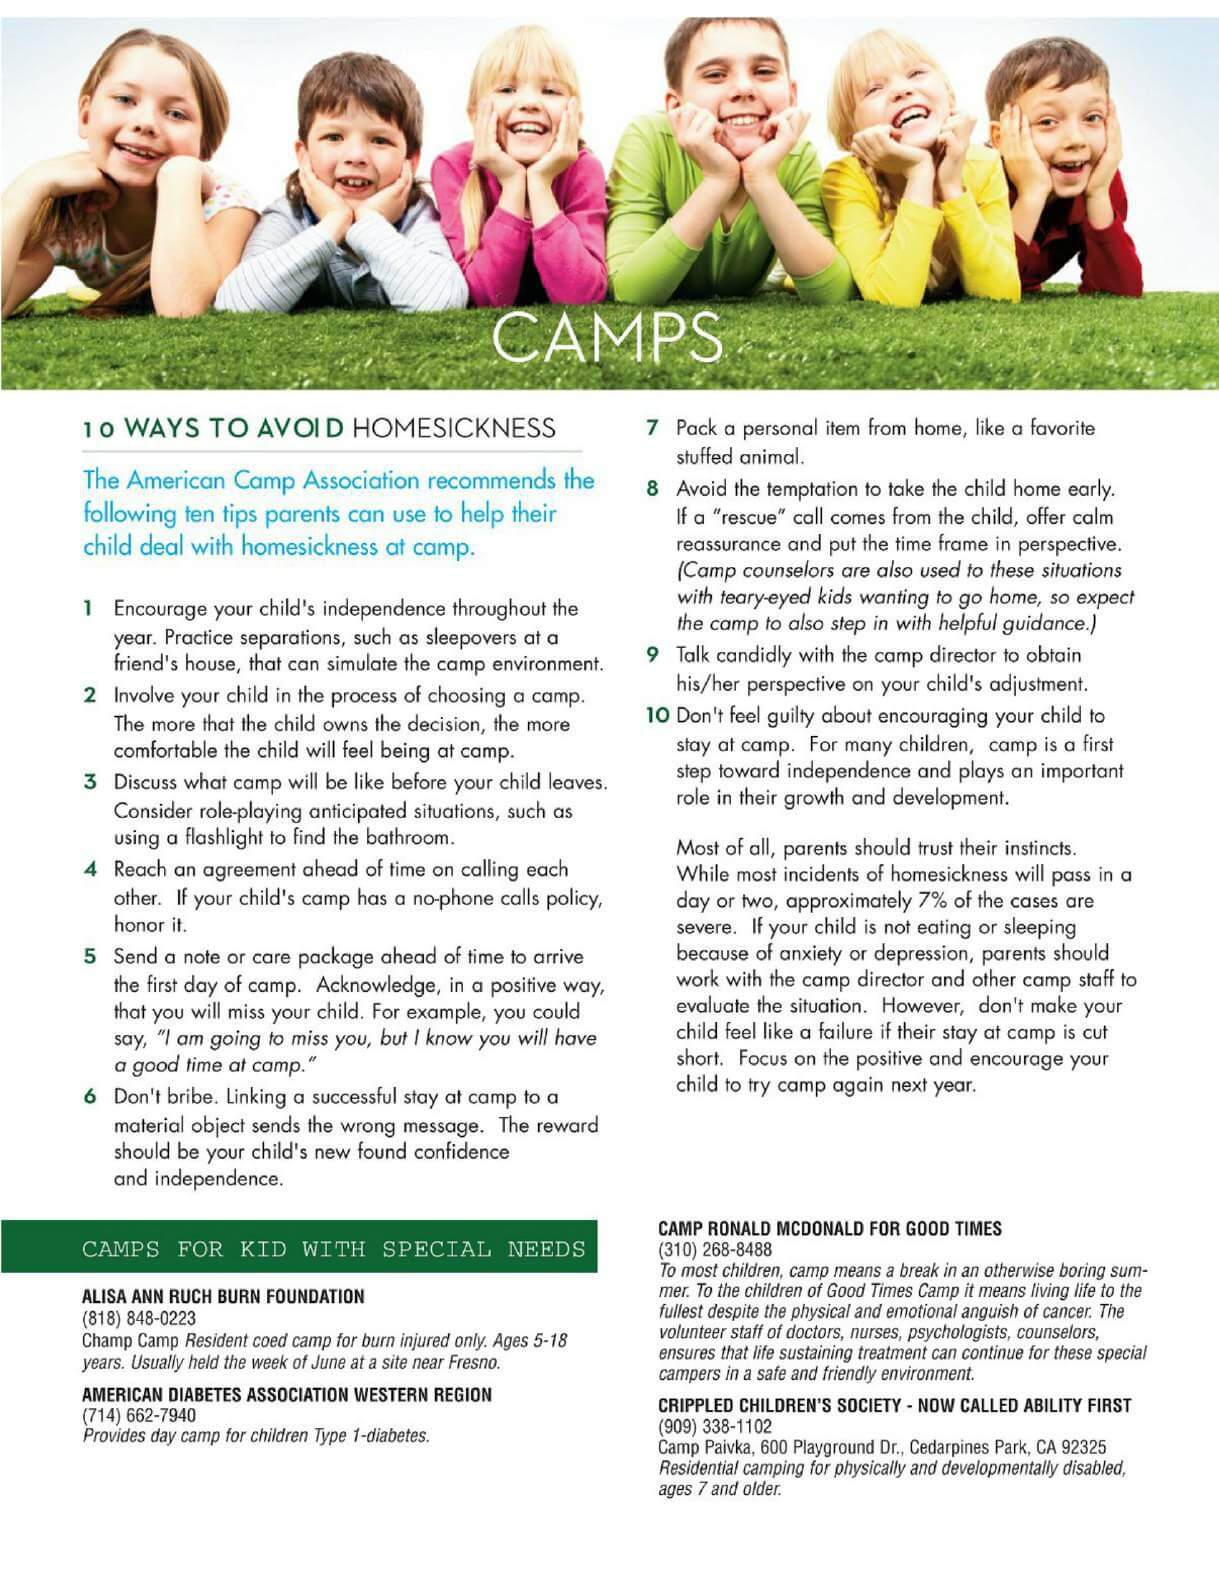 CAMPS
10 WAYS TO AVOID HOMESICKNESS
The American Camp Association recommends the
following ten tips parents can use to help their
child deal with homesickness at camp.
1 Encourage your child's independence throughout the
year. Practice separations, such as sleepovers at a
friend's house, that can simulate the camp environment.
2 Involve your child in the process of choosing a camp.
The more that the child owns the decision, the more
comfortable the child will feel being at camp.
3 Discuss what camp will be like before your child leaves.
Consider role-playing anticipated situations, such as
using a flashlight to find the bathroom.
4 Reach an agreement ahead of time on calling each
other. If your child's camp has a no-phone calls policy,
honor it.
5 Send a note or care package ahead of time to arrive
the first day of camp. Acknowledge, in a positive way,
that you will miss your child. For example, you could
say, "I am going to miss you, but I know you will have
a good time at camp."
6 Don't bribe. Linking a successful stay at camp to a
material object sends the wrong message. The reward
should be your child's new found confidence
and independence.
7 Pack a personal item from home, like a favorite
stuffed animal.
8 Avoid the temptation to take the child home early.
If a "rescue" call comes from the child, offer calm
reassurance and put the time frame in perspective.
(Camp counselors are also used to these situations
with teary-eyed kids wanting to go home, so expect
the camp to also step in with helpful guidance.)
9 Talk candidly with the camp director to obtain
his/her perspective on your child's adjustment.
10 Don't feel guilty about encouraging your child to
stay at camp. For many children, camp is a first
step toward independence and plays an important
role in their growth and development.
Most of all, parents should trust their instincts.
While most incidents of homesickness will pass in a
day or two, approximately 7% of the cases are
severe. If your child is not eating or sleeping
because of anxiety or depression, parents should
work with the camp director and other camp staff to
evaluate the situation. However, don't make your
child feel like a failure if their stay at camp is cut
short. Focus on the positive and encourage your
child to try camp again next year.
CAMPS FOR KID WITH SPECIAL NEEDS
ALISA ANN RUCH BURN FOUNDATION
(818) 848-0223
Champ Camp Resident coed camp for burn injured only. Ages 5-18
years. Usually held the week of June at a site near Fresno.
AMERICAN DIABETES ASSOCIATION WESTERN REGION
(714) 662-7940
Provides day camp for children Type 1-diabetes.
CAMP RONALD MCDONALD FOR GOOD TIMES
(310) 268-8488
To most children, camp means a break in an otherwise boring sum-
mer. To the children of Good Times Camp it means living life to the
fullest despite the physical and emotional anguish of cancer. The
volunteer staff of doctors, nurses, psychologists, counselors,
ensures that life sustaining treatment can continue for these special
campers in a safe and friendly environment.
CRIPPLED CHILDREN'S SOCIETY - NOW CALLED ABILITY FIRST
(909) 338-1102
Camp Paivka, 600 Playground Dr., Cedarpines Park, CA 92325
Residential camping for physically and developmentally disabled,
ages 7 and older.